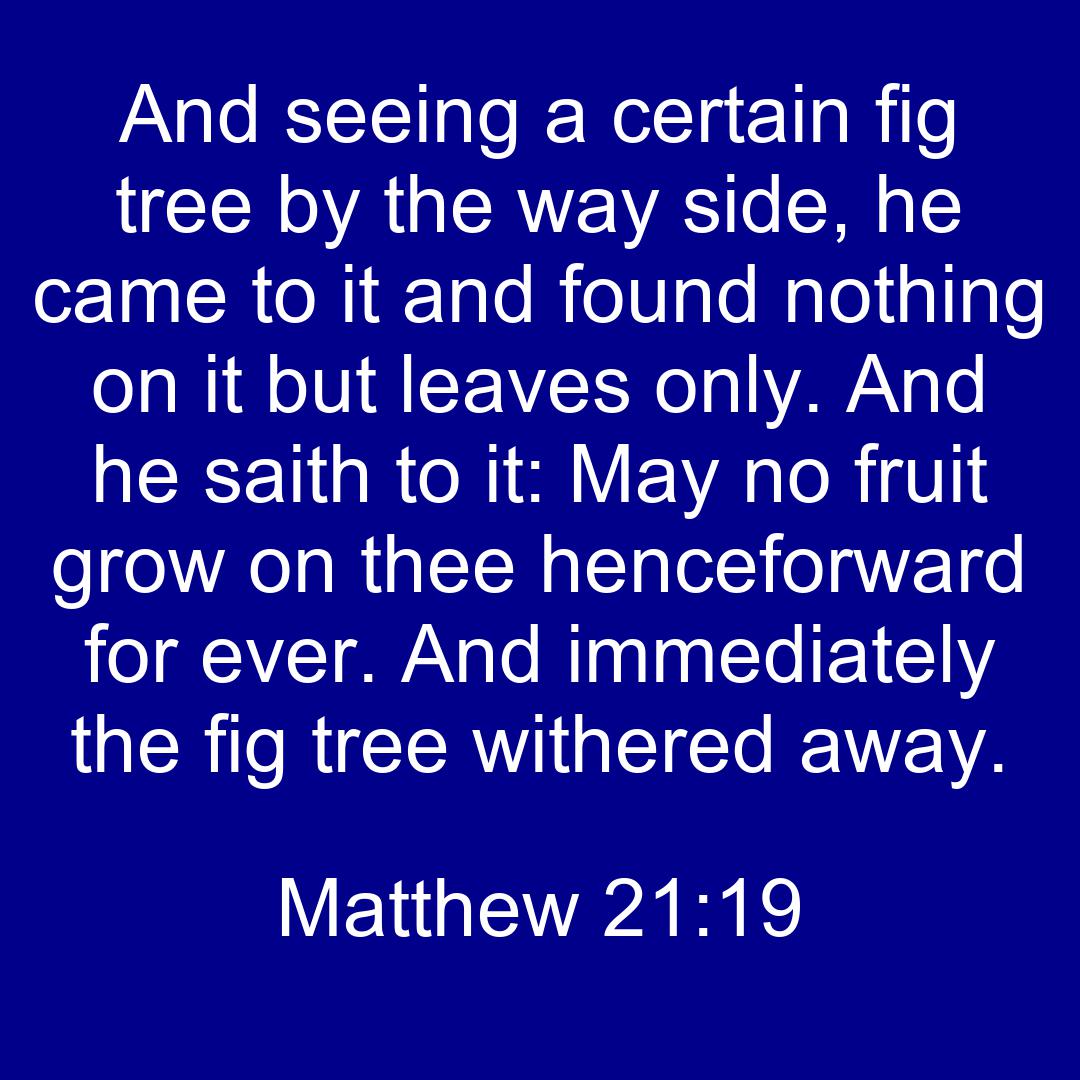 And seeing a certain fig
tree by the way side, he
came to it and found nothing
on it but leaves only. And
he saith to it: May no fruit
grow on thee henceforward
for ever. And immediately
the fig tree withered away.
Matthew 21:19